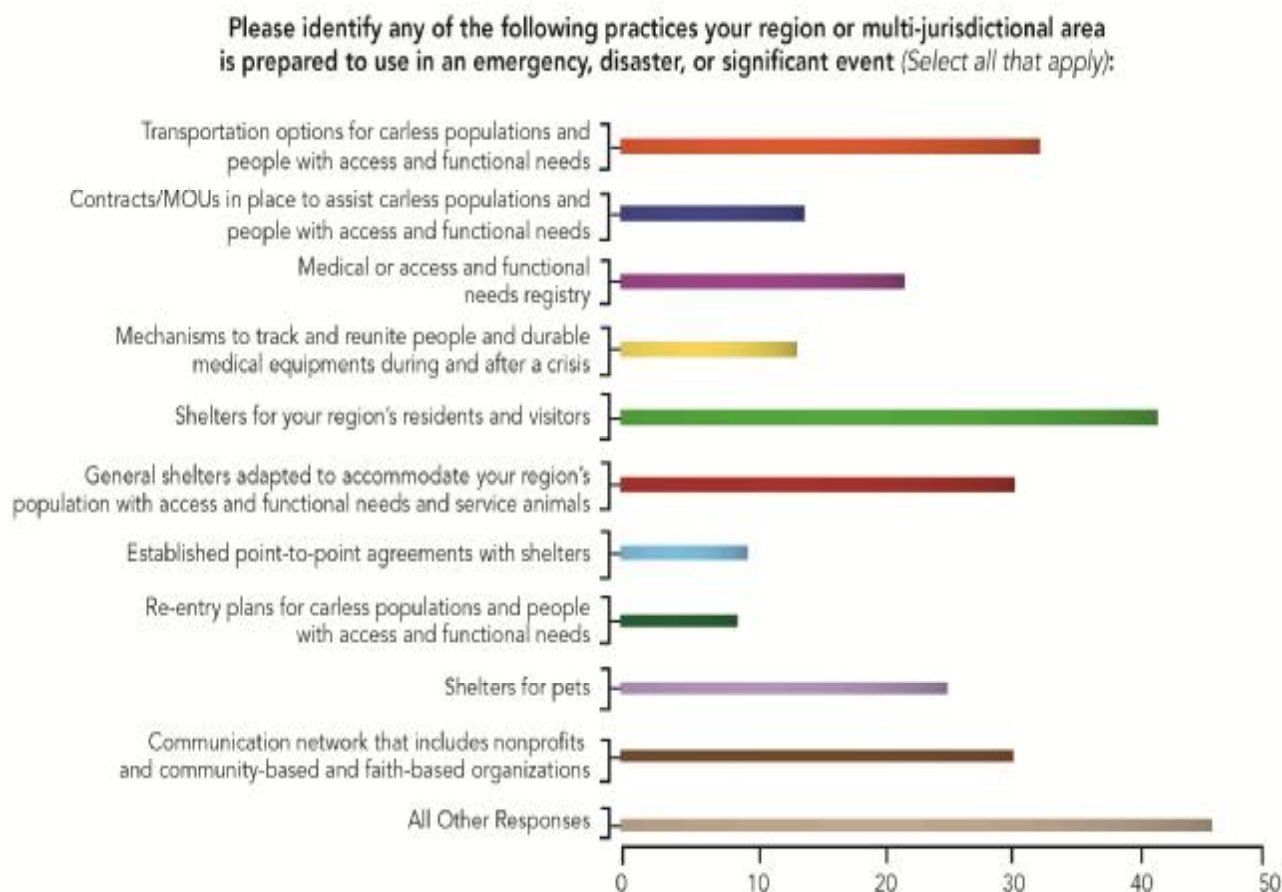 Please identify any of the following practices your region or multi-jurisdictional area
is prepared to use in an emergency, disaster, or significant event (Select all that apply):
Transportation options for carless populations and
people with access and functional needs
Contracts/MOUs in place to assist carless populations and
people with access and functional needs
Medical or access and functional
needs registry
Mechanisms to track and reunite people and durable
medical equipments during and after a crisis
Shelters for your region's residents and visitors
General shelters adapted to accommodate your region's
population with access and functional needs and service animals
Established point-to-point agreements with shelters
Re-entry plans for carless populations and people
with access and functional needs
Shelters for pets
Communication network that includes nonprofits
and community-based and faith-based organizations
All Other Responses
0 10 20 30 40 50